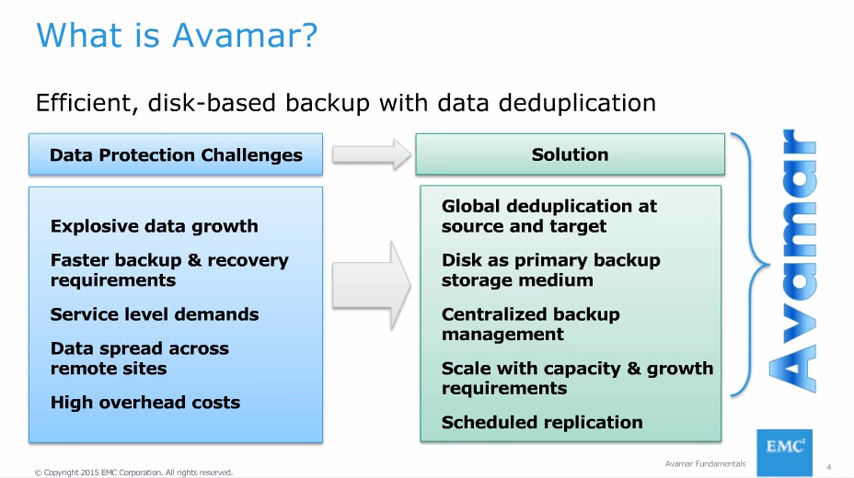 What is Avamar?
Efficient, disk-based backup with data deduplication
Data Protection Challenges
Solution
Explosive data growth
Faster backup & recovery
requirements
Service level demands
Data spread across
remote sites
High overhead costs
Global deduplication at
source and target
Disk as primary backup
storage medium
Centralized backup
management
Scale with capacity & growth
requirements
Scheduled replication
Avamar
© Copyright 2015 EMC Corporation. All rights reserved.
Avamar Fundamentals
EMC²
4